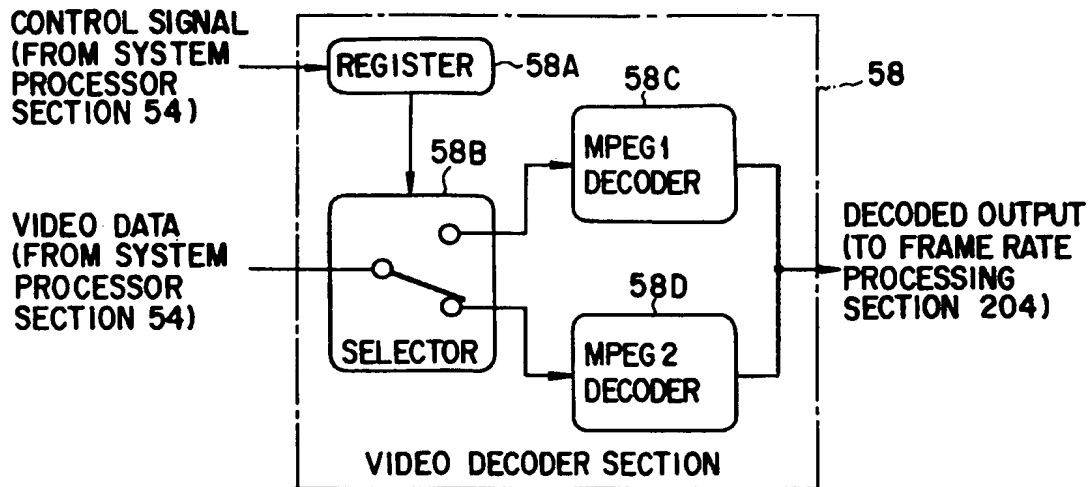 CONTROL SIGNAL
(FROM SYSTEM
PROCESSOR
SECTION 54)
REGISTER
58A
58
58C
MPEG1
DECODER
58B
VIDEO DATA
(FROM SYSTEM
PROCESSOR
SECTION 54)
SELECTOR
58D
MPEG2
DECODER
DECODED OUTPUT
(TO FRAME RATE
PROCESSING
SECTION 204)
VIDEO DECODER SECTION